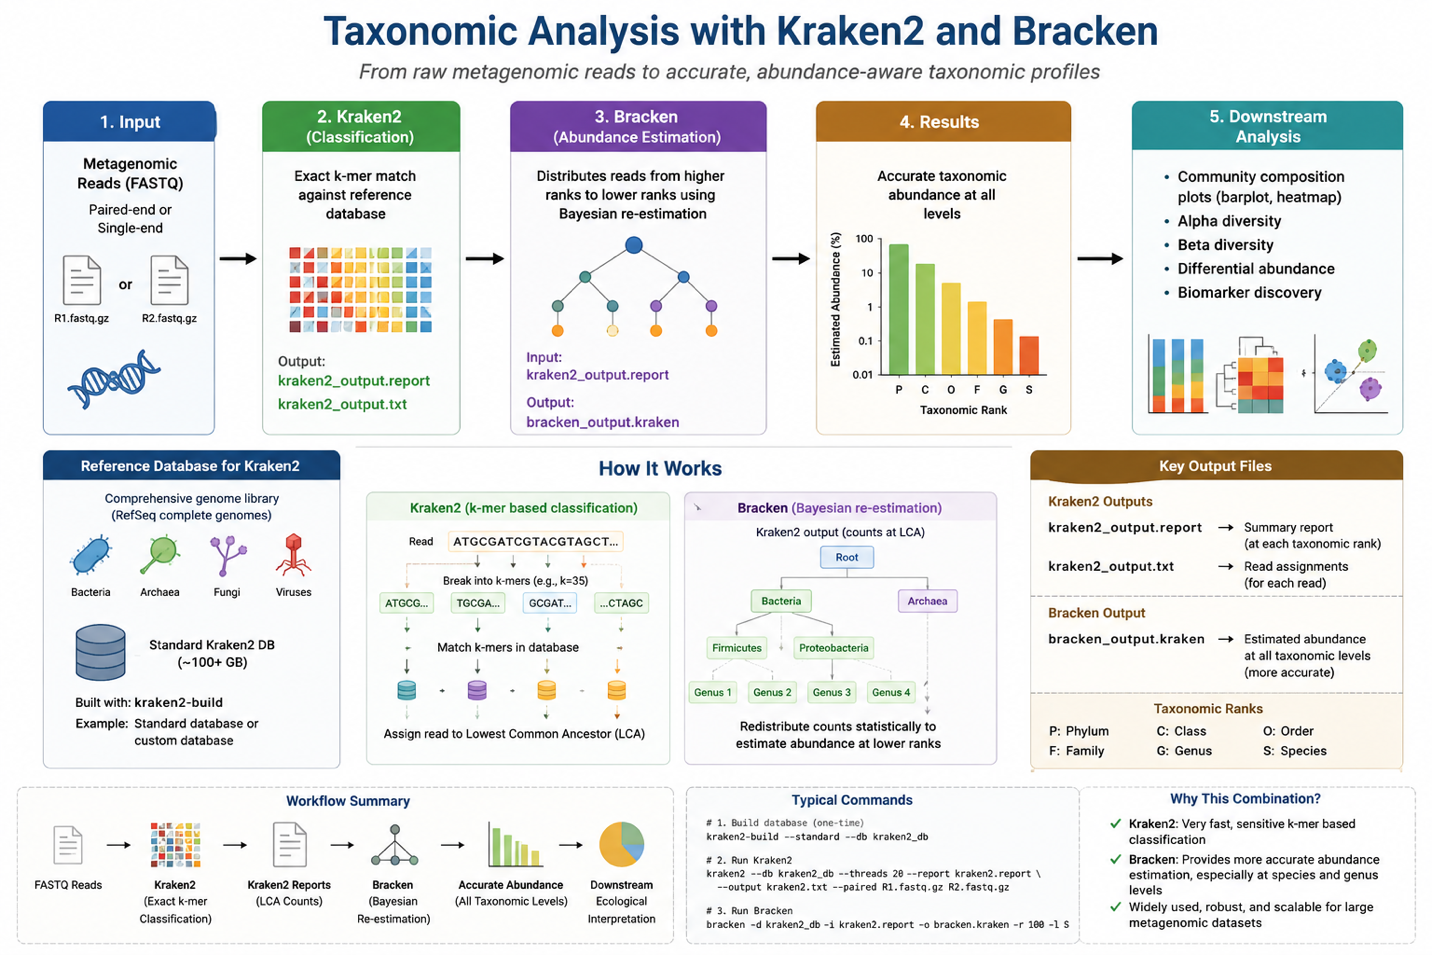 Taxonomic Analysis with Kraken2 and Bracken
From raw metagenomic reads to accurate, abundance-aware taxonomic profiles
1. Input
Metagenomic
Reads (FASTQ)
Paired-end or
Single-end
or
R1.fastq.gz
R2.fastq.gz
2. Kraken2
(Classification)
Exact k-mer match
against reference
database
Output:
kraken2_output.report
kraken2_output.txt
3. Bracken
(Abundance Estimation)
Distributes reads from higher
ranks to lower ranks using
Bayesian re-estimation
Input:
kraken2_output.report
Output:
bracken_output.kraken
4. Results
Accurate taxonomic
abundance at all
levels
Estimated Abundance (%)
100
10
1
0.1
0.01
P C O F G S
Taxonomic Rank
5. Downstream
Analysis
• Community composition
plots (barplot, heatmap)
• Alpha diversity
• Beta diversity
• Differential abundance
• Biomarker discovery
Reference Database for Kraken2
Comprehensive genome library
(RefSeq complete genomes)
Bacteria
Archaea
Fungi
Viruses
Standard Kraken2 DB
(~100+ GB)
Built with: kraken2-build
Example: Standard database or
custom database
How It Works
Kraken2 (k-mer based classification)
Read
ATGCGATCGTACGTAGCT...
Break into k-mers (e.g., k=35)
ATGCG...
TGCGA...
GCGAT...
...CTAGC
Match k-mers in database
Assign read to Lowest Common Ancestor (LCA)
Bracken (Bayesian re-estimation)
Kraken2 output (counts at LCA)
Root
Bacteria
Archaea
Firmicutes
Proteobacteria
Genus 1
Genus 2
Genus 3
Genus 4
Redistribute counts statistically to
estimate abundance at lower ranks
Key Output Files
Kraken2 Outputs
kraken2_output.report → Summary report
(at each taxonomic rank)
kraken2_output.txt → Read assignments
(for each read)
Bracken Output
bracken_output.kraken → Estimated abundance
at all taxonomic levels
(more accurate)
Taxonomic Ranks
P: Phylum C: Class O: Order
F: Family G: Genus S: Species
Workflow Summary
FASTQ Reads
Kraken2
(Exact k-mer
Classification)
Kraken2 Reports
(LCA Counts)
Bracken
(Bayesian
Re-estimation)
Accurate Abundance
(All Taxonomic Levels)
Downstream
Ecological
Interpretation
Typical Commands
# 1. Build database (one-time)
kraken2-build --standard --db kraken2_db
# 2. Run Kraken2
kraken2 --db kraken2_db --threads 20 --report kraken2.report \
--output kraken2.txt --paired R1.fastq.gz R2.fastq.gz
# 3. Run Bracken
bracken -d kraken2_db -i kraken2.report -o bracken.kraken -r 100 -l S
Why This Combination?
✓ Kraken2: Very fast, sensitive k-mer based
classification
✓ Bracken: Provides more accurate abundance
estimation, especially at species and genus
levels
✓ Widely used, robust, and scalable for large
metagenomic datasets